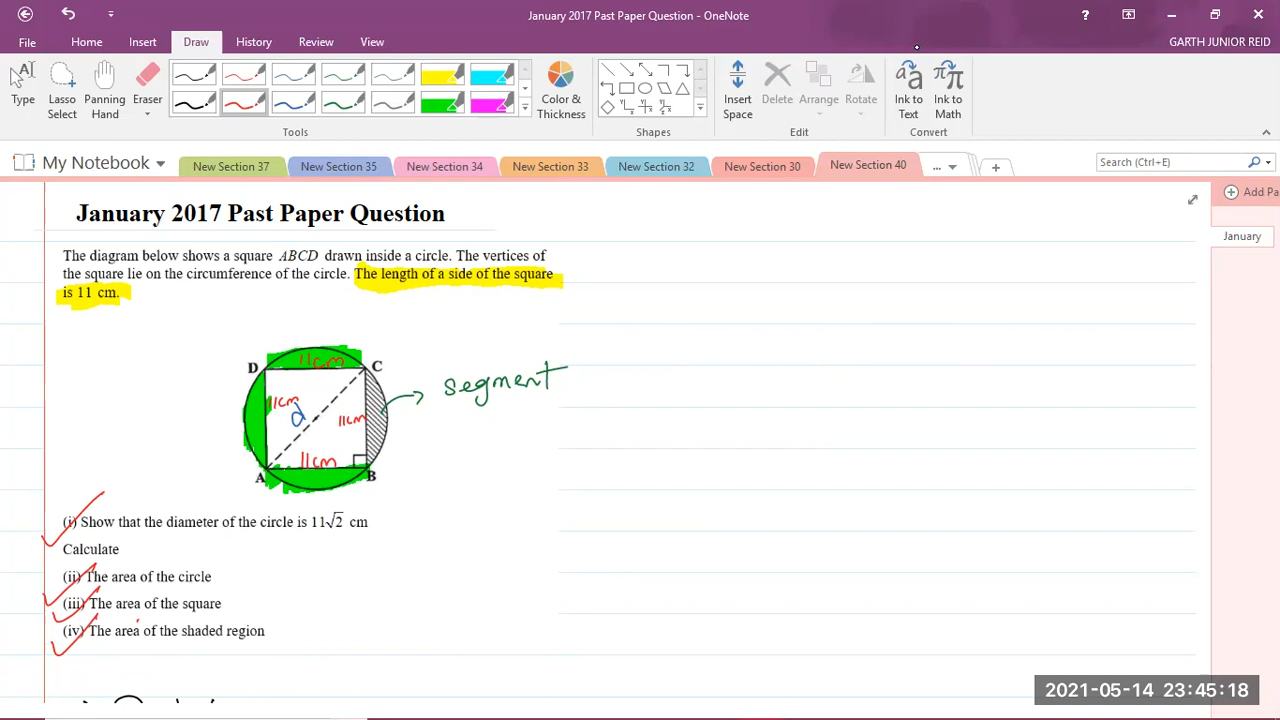 January 2017 Past Paper Question - OneNote
File Home Insert Draw History Review View GARTH JUNIOR REID
Type Lasso Select Panning Hand Eraser Color & Thickness Insert Space Delete Arrange Rotate Ink to Text Ink to Math
Tools Shapes Edit Convert
My Notebook New Section 37 New Section 35 New Section 34 New Section 33 New Section 32 New Section 30 New Section 40 ... Search (Ctrl+E)
Add Pa
January
January 2017 Past Paper Question
The diagram below shows a square ABCD drawn inside a circle. The vertices of
the square lie on the circumference of the circle. The length of a side of the square
is 11 cm.
D 11cm C
segment
11cm
d 11cm
11cm
A B
(i) Show that the diameter of the circle is 11√2 cm
Calculate
(ii) The area of the circle
(iii) The area of the square
(iv) The area of the shaded region
2021-05-14 23:45:18